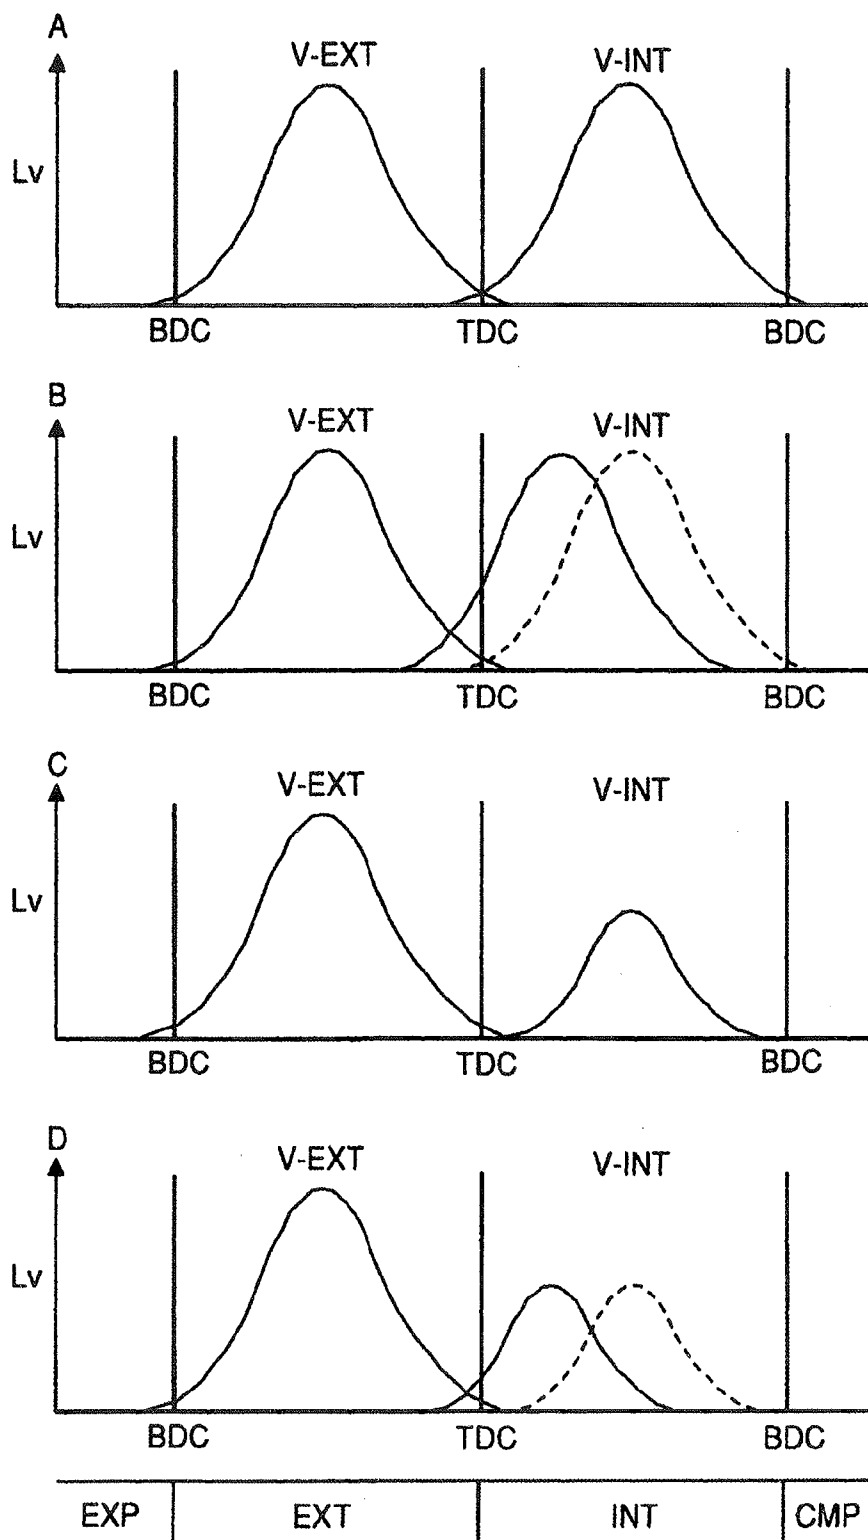 A
V-EXT V-INT
Lv
BDC TDC BDC
B
V-EXT V-INT
Lv
BDC TDC BDC
C
V-EXT V-INT
Lv
BDC TDC BDC
D
V-EXT V-INT
Lv
BDC TDC BDC
EXP EXT INT CMP